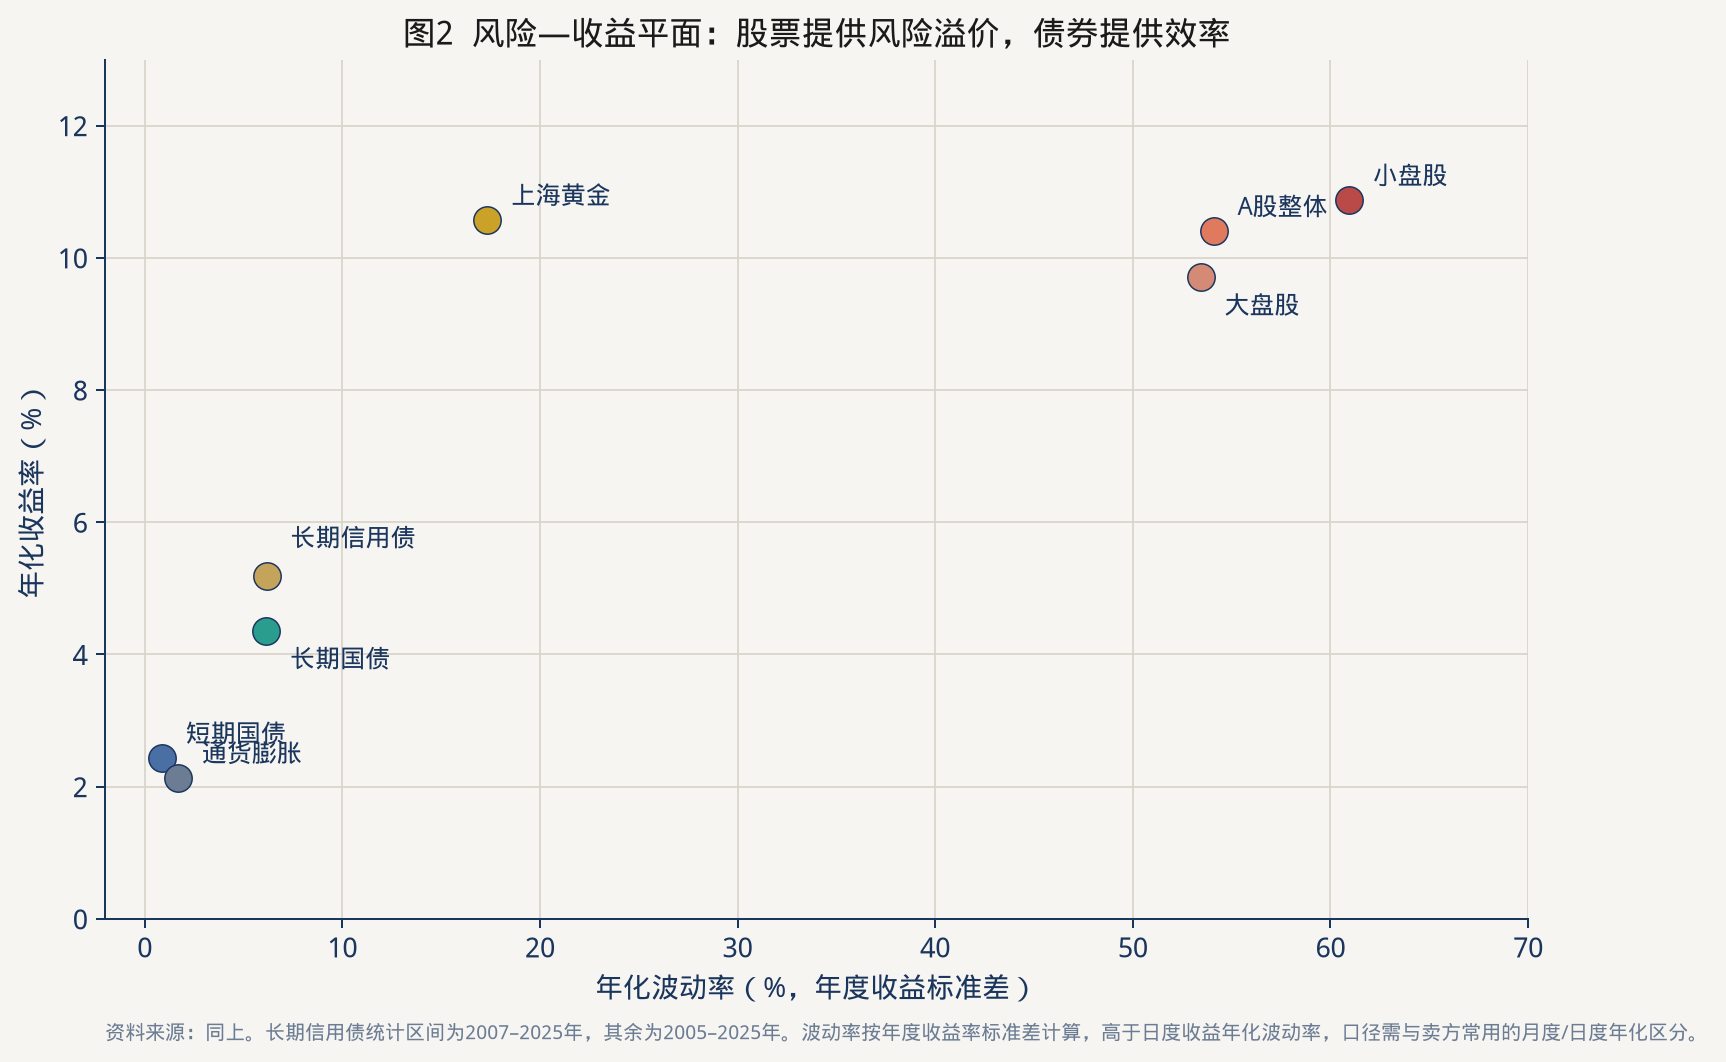 图2 风险—收益平面：股票提供风险溢价，债券提供效率
年化收益率（%）
12
10
8
6
4
2
0
小盘股
上海黄金
A股整体
大盘股
长期信用债
长期国债
短期国债
通货膨胀
0 10 20 30 40 50 60 70
年化波动率（%，年度收益标准差）
资料来源：同上。长期信用债统计区间为2007–2025年，其余为2005–2025年。波动率按年度收益率标准差计算，高于日度收益年化波动率，口径需与卖方常用的月度/日度年化区分。